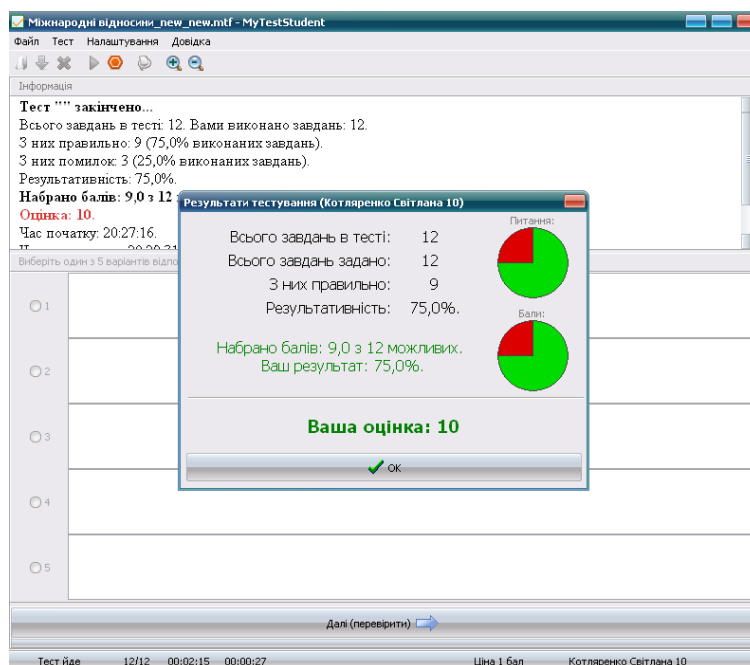 Міжнародні відносини_new_new.mtf - MyTestStudent
Файл Тест Налаштування Довідка
Інформація
Тест "" закінчено...
Всього завдань в тесті: 12. Вами виконано завдань: 12.
З них правильно: 9 (75,0% виконаних завдань).
З них помилок: 3 (25,0% виконаних завдань).
Результативність: 75,0%.
Набрано балів: 9,0 з 12
Оцінка: 10.
Час початку: 20:27:16.
Виберіть один з 5 варіантів
Результати тестування (Котляренко Світлана 10)
Всього завдань в тесті: 12
Всього завдань задано: 12
З них правильно: 9
Результативність: 75,0%.
Питання:
Бали:
Набрано балів: 9,0 з 12 можливих.
Ваш результат: 75,0%.
Ваша оцінка: 10
OK
1
2
3
4
5
Далі (перевірити)
Тест йде 12/12 00:02:15 00:00:27 Ціна 1 бал Котляренко Світлана 10